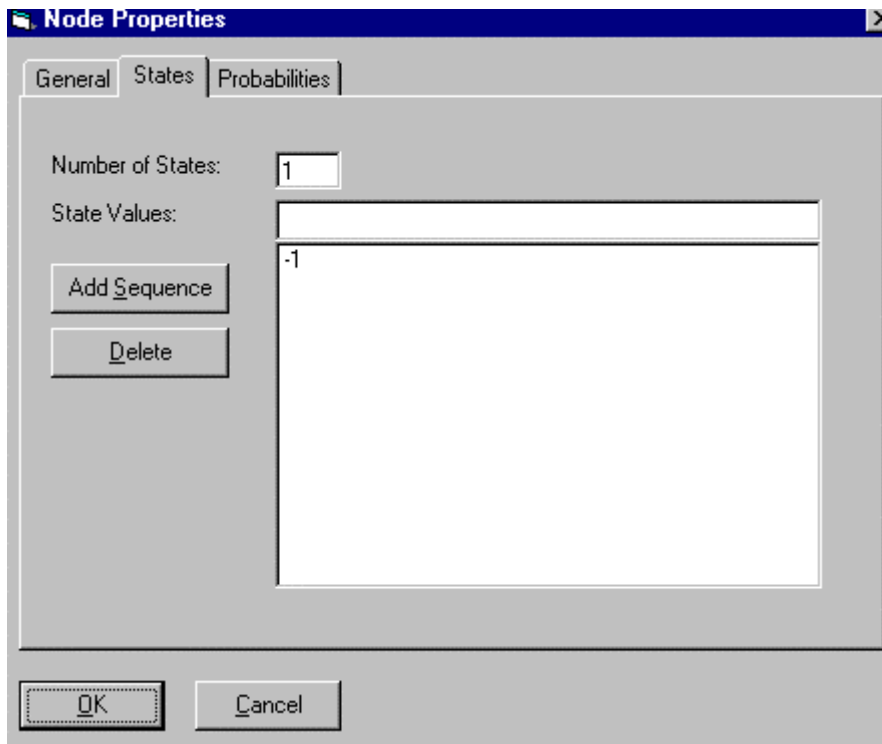 Node Properties
General States Probabilities
Number of States: 1
State Values:
-1
Add Sequence
Delete
OK Cancel